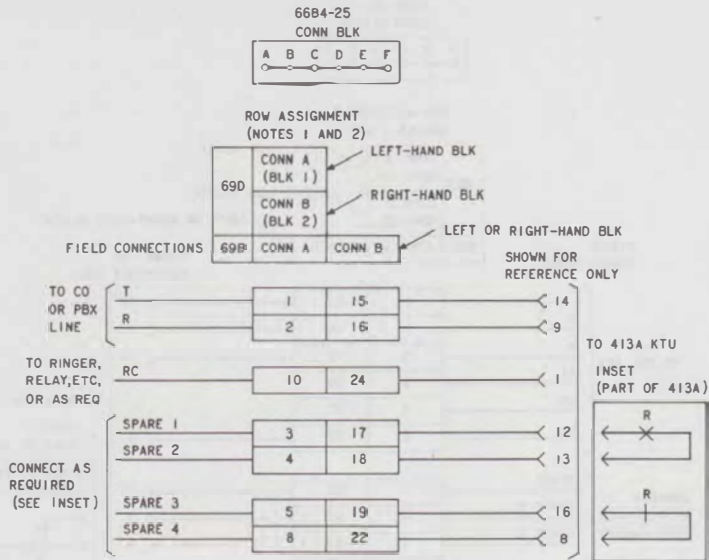 66B4-25
CONN BLK
A B C D E F
ROW ASSIGNMENT
(NOTES 1 AND 2)
69D
CONN A
(BLK 1)
LEFT-HAND BLK
CONN B
(BLK 2)
RIGHT-HAND BLK
LEFT OR RIGHT-HAND BLK
FIELD CONNECTIONS 69B CONN A CONN B
SHOWN FOR
REFERENCE ONLY
TO CO
OR PBX
LINE
T 1 15 14
R 2 16 9
TO 413A KTU
TO RINGER,
RELAY, ETC,
OR AS REQ
RC 10 24 1
INSET
(PART OF 413A)
CONNECT AS
REQUIRED
(SEE INSET)
SPARE 1 3 17 12
SPARE 2 4 18 13
R
SPARE 3 5 19 16
SPARE 4 8 22 8
R